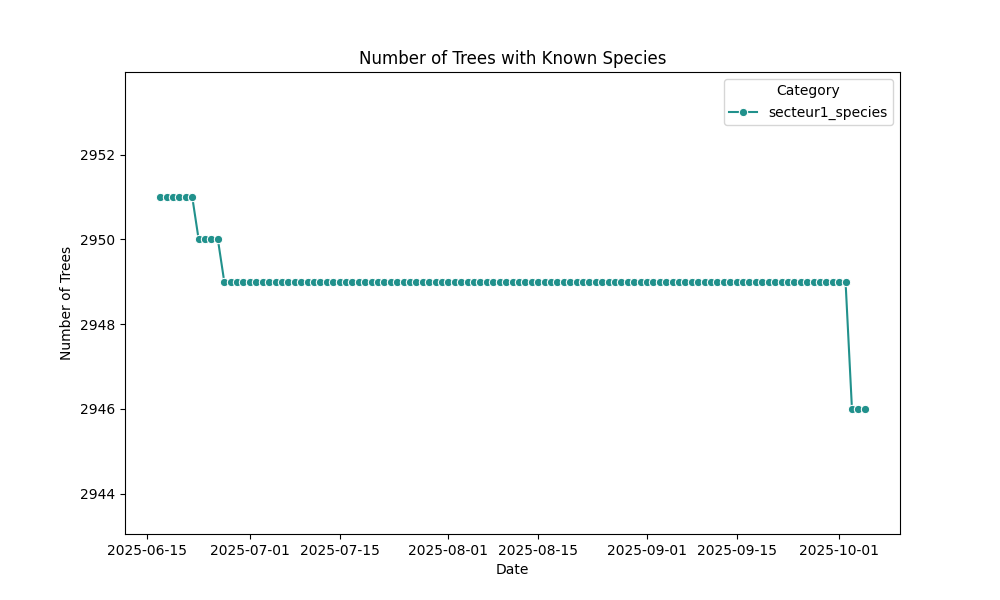 Number of Trees with Known Species
Category
secteur1_species
2952
2950
2948
2946
2944
Number of Trees
2025-06-15 2025-07-01 2025-07-15 2025-08-01 2025-08-15 2025-09-01 2025-09-15 2025-10-01
Date